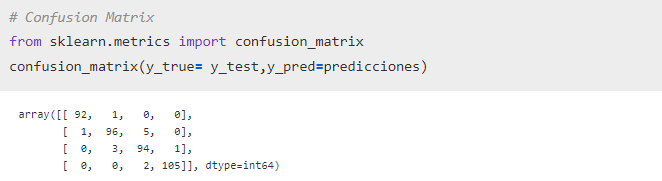 # Confusion Matrix
from sklearn.metrics import confusion_matrix
confusion_matrix(y_true= y_test,y_pred=predicciones)
array([[ 92,   1,   0,   0],
       [  1,  96,   5,   0],
       [  0,   3,  94,   1],
       [  0,   0,   2, 105]], dtype=int64)